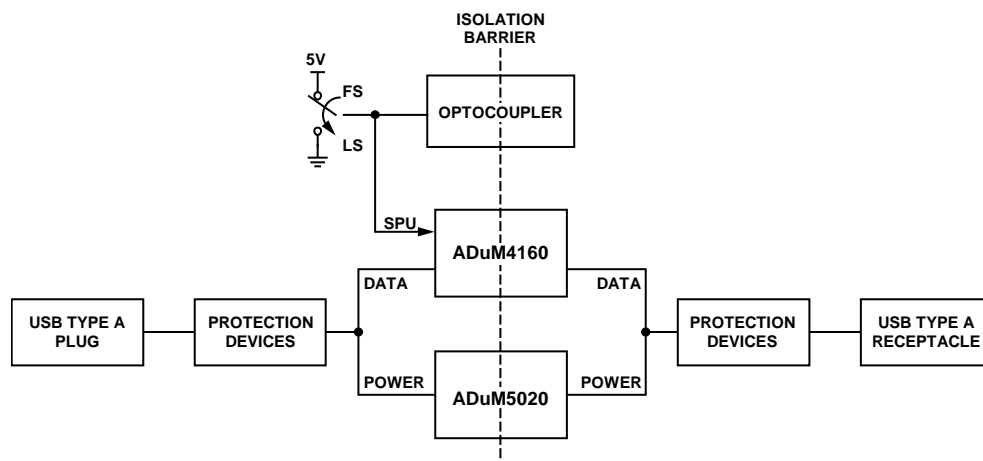 ISOLATION
BARRIER
5V
FS
LS
OPTOCOUPLER
SPU
ADuM4160
DATA
DATA
USB TYPE A
PLUG
PROTECTION
DEVICES
PROTECTION
DEVICES
USB TYPE A
RECEPTACLE
POWER
POWER
ADuM5020